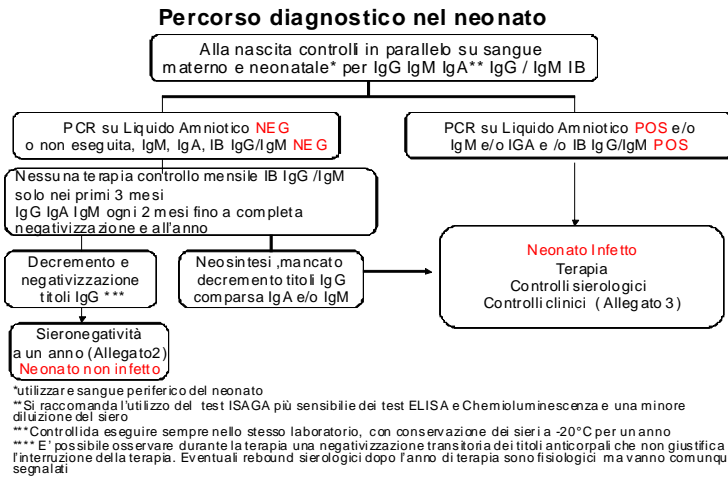 Percorso diagnostico nel neonato
Alla nascita controlli in parallelo su sangue
materno e neonatale* per IgG IgM IgA** IgG / IgM IB
PCR su Liquido Amniotico NEG
o non eseguita, IgM, IgA, IB IgG/IgM NEG
PCR su Liquido Amniotico POS e/o
IgM e/o IGA e /o IB IgG/IgM POS
Nessuna terapia controllo mensile IB IgG /IgM
solo nei primi 3 mesi
IgG IgA IgM ogni 2 mesi fino a completa
negativizzazione e all'anno
Decremento e
negativizzazione
titoli IgG ***
Neosintesi ,mancato
decremento titoli IgG
comparsa IgA e/o IgM
Neonato Infetto
Terapia
Controlli sierologici
Controlli clinici ( Allegato 3 )
Sieronegatività
a un anno (Allegato2)
Neonato non infetto
*utilizzare sangue periferico del neonato
**Si raccomanda l'utilizzo del test ISAGA più sensibile dei test ELISA e Chemioluminescenza e una minore
diluizione del siero
***Controlli da eseguire sempre nello stesso laboratorio, con conservazione dei sieri a -20°C per un anno
**** E' possibile osservare durante la terapia una negativizzazione transitoria dei titoli anticorpali che non giustifica
l'interruzione della terapia. Eventuali rebound sierologici dopo l'anno di terapia sono fisiologici ma vanno comunqu
segnalati